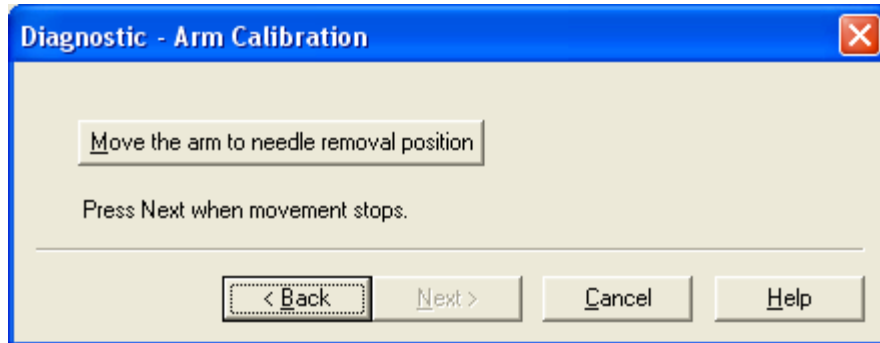 Diagnostic - Arm Calibration
Move the arm to needle removal position
Press Next when movement stops.
< Back Next > Cancel Help